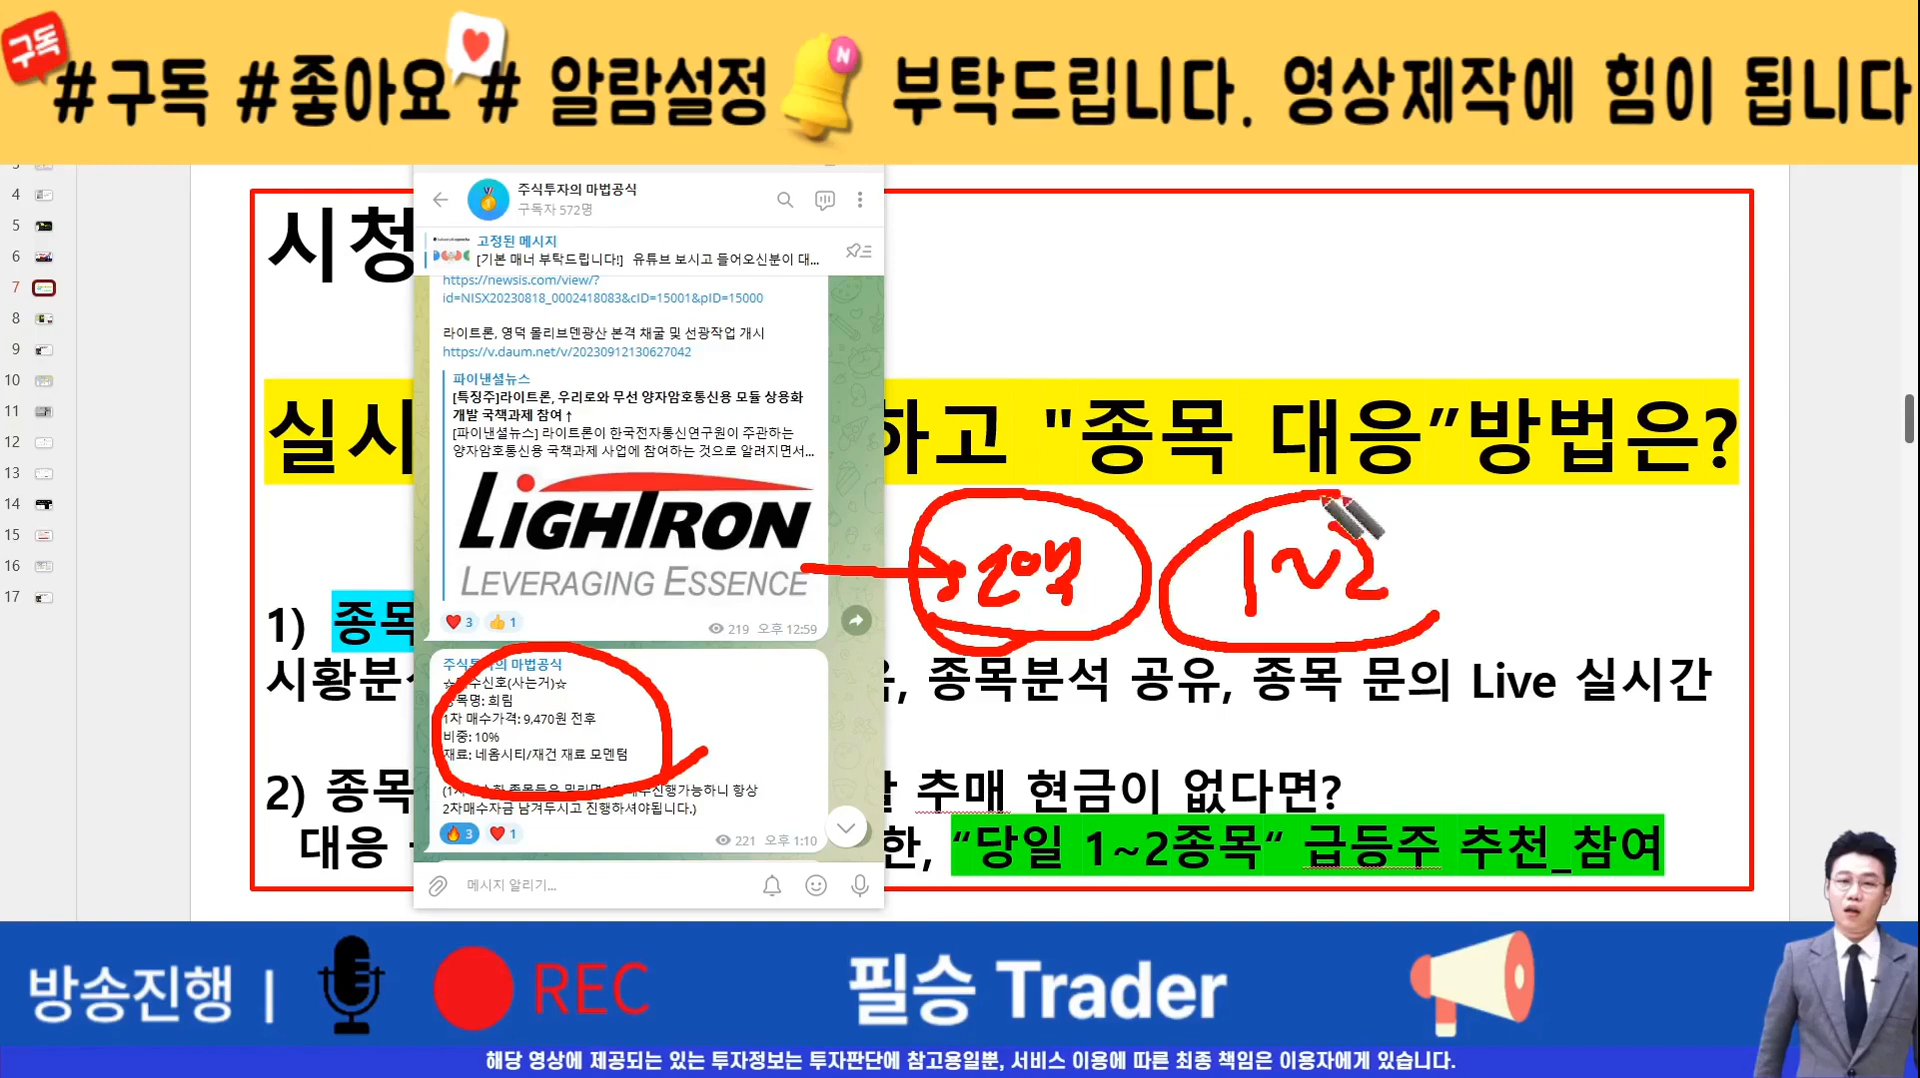 구독
#구독 #좋아요 # 알람설정 부탁드립니다. 영상제작에 힘이 됩니다
N
4
5
6
7
8
9
10
11
12
13
14
15
16
17
시청
주식투자의 마법공식
구독자 572명
고정된 메시지
[기본 매너 부탁드립니다!] 유튜브 보시고 들어오신분이 대...
https://newsis.com/view/?
id=NISX20230818_0002418083&cID=15001&pID=15000
라이트론, 영덕 몰리브덴광산 본격 채굴 및 선광작업 개시
https://v.daum.net/v/20230912130627042
파이낸셜뉴스
[특징주]라이트론, 우리로와 무선 양자암호통신용 모듈 상용화
개발 국책과제 참여↑
[파이낸셜뉴스] 라이트론이 한국전자통신연구원이 주관하는
양자암호통신용 국책과제 사업에 참여하는 것으로 알려지면서...
LIGHTRON
LEVERAGING ESSENCE
3 1
219 오후 12:59
실시 하고 "종목 대응"방법은?
1~2
1) 종목
시황분 , 종목분석 공유, 종목 문의 Live 실시간
주식투자의 마법공식
☆매수신호(사는거)☆
종목명: 희림
1차 매수가격: 9,470원 전후
비중: 10%
재료: 네옴시티/재건 재료 모멘텀
진행가능하니 항상
2차매수자금 남겨두시고 진행하셔야됩니다.)
3 1
221 오후 1:10
메시지 알리기...
2) 종목 할 추매 현금이 없다면?
대응 한, "당일 1~2종목" 급등주 추천_참여
방송진행 | REC 필승 Trader
해당 영상에 제공되는 있는 투자정보는 투자판단에 참고용일뿐, 서비스 이용에 따른 최종 책임은 이용자에게 있습니다.